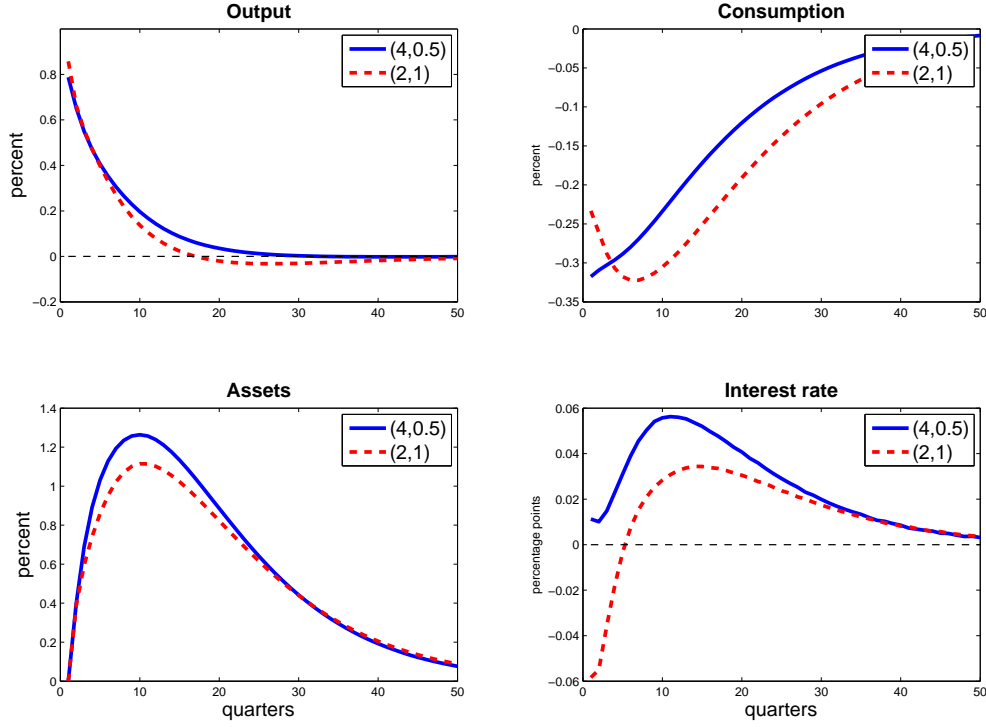 Output
(4,0.5)
(2,1)
percent
0.8
0.6
0.4
0.2
0
−0.2
0 10 20 30 40 50
Consumption
(4,0.5)
(2,1)
percent
0
−0.05
−0.1
−0.15
−0.2
−0.25
−0.3
−0.35
0 10 20 30 40 50
Assets
(4,0.5)
(2,1)
percent
1.4
1.2
1
0.8
0.6
0.4
0.2
0
0 10 20 30 40 50
quarters
Interest rate
(4,0.5)
(2,1)
percentage points
0.06
0.04
0.02
0
−0.02
−0.04
−0.06
0 10 20 30 40 50
quarters